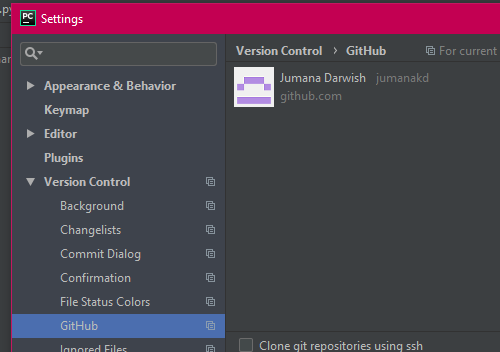 .py
PC Settings
Version Control › GitHub For current
Jumana Darwish jumanakd
github.com
Appearance & Behavior
Keymap
Editor
Plugins
Version Control
Background
Changelists
Commit Dialog
Confirmation
File Status Colors
GitHub
Ignored Files
Clone git repositories using ssh